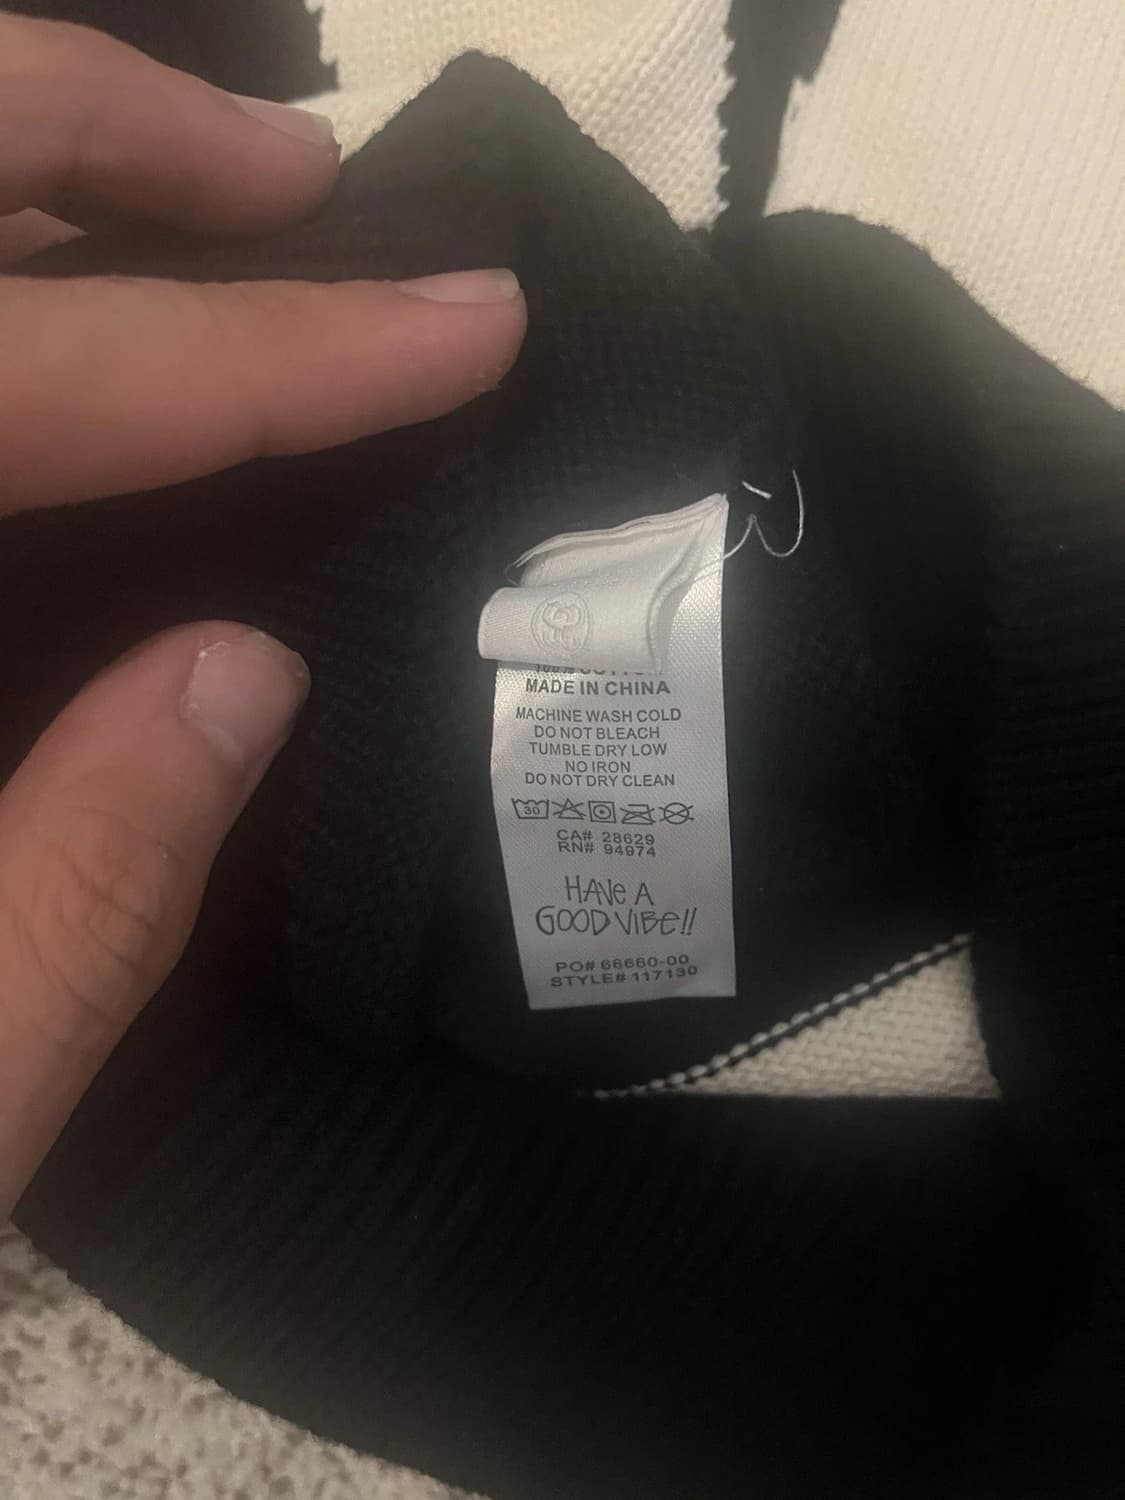 MADE IN CHINA
MACHINE WASH COLD
DO NOT BLEACH
TUMBLE DRY LOW
NO IRON
DO NOT DRY CLEAN
30
CA# 28629
RN# 94974
HAVE A
GOOD VIBE!!
PO# 66660-00
STYLE# 117130